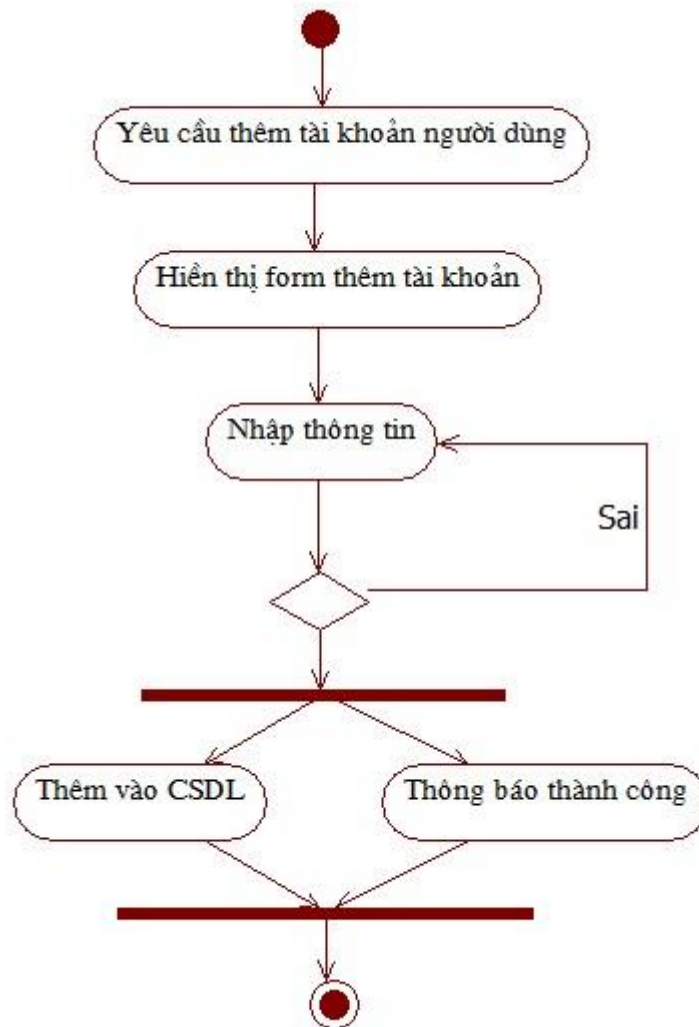 Yêu cầu thêm tài khoản người dùng
Hiển thị form thêm tài khoản
Nhập thông tin
Sai
Thêm vào CSDL
Thông báo thành công